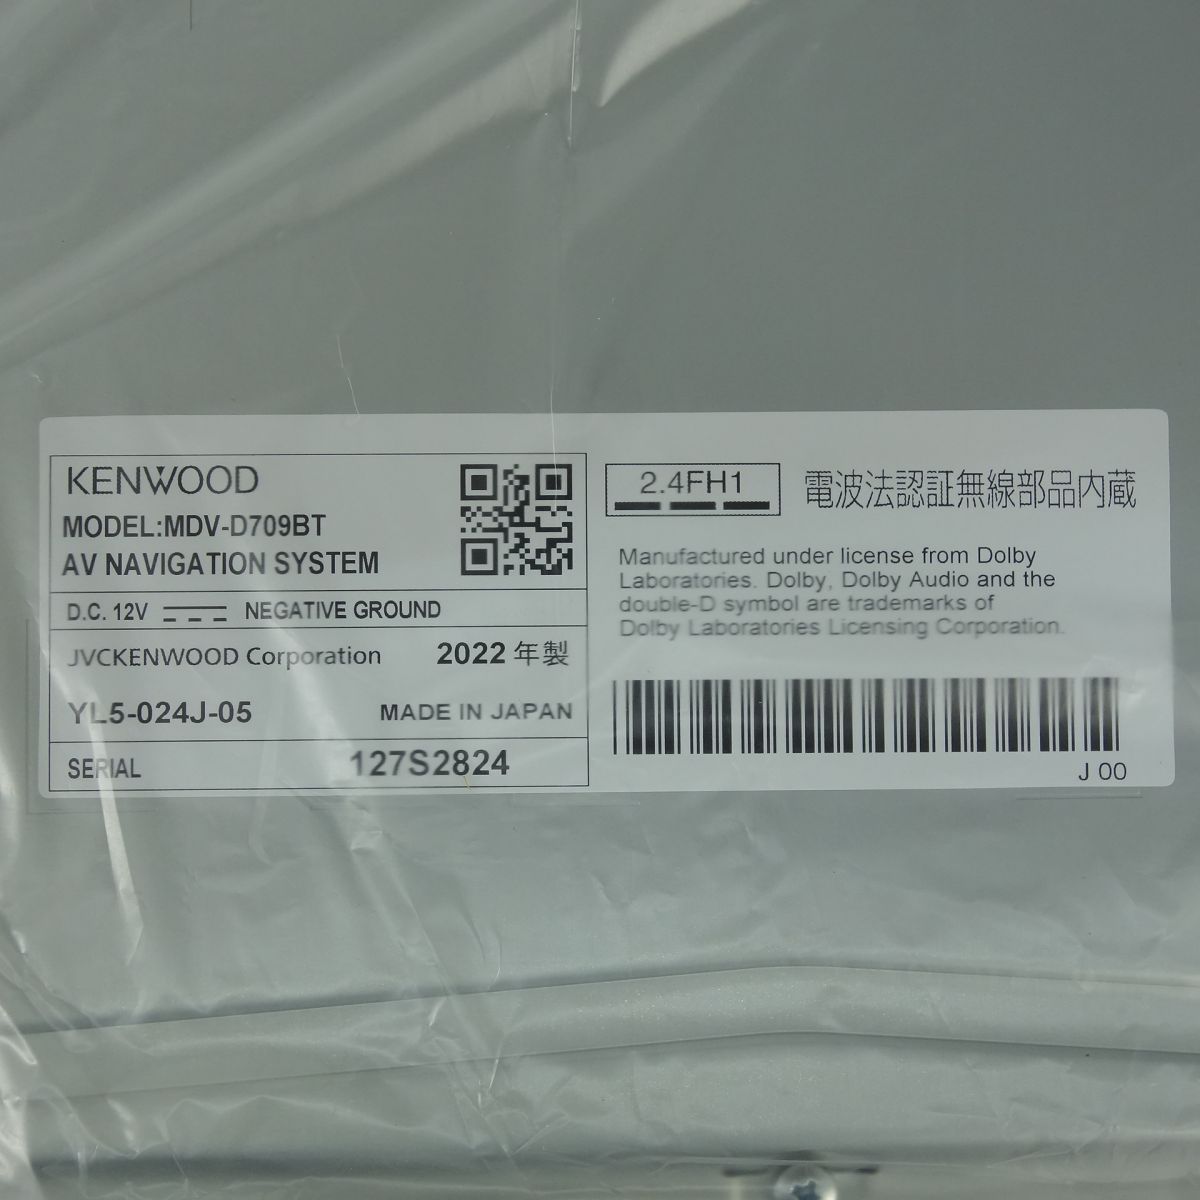 KENWOOD
MODEL:MDV-D709BT
AV NAVIGATION SYSTEM
D.C. 12V NEGATIVE GROUND
JVCKENWOOD Corporation 2022 年製
YL5-024J-05 MADE IN JAPAN
SERIAL 127S2824
2.4FH1 電波法認証無線部品内蔵
Manufactured under license from Dolby
Laboratories. Dolby, Dolby Audio and the
double-D symbol are trademarks of
Dolby Laboratories Licensing Corporation.
J 00